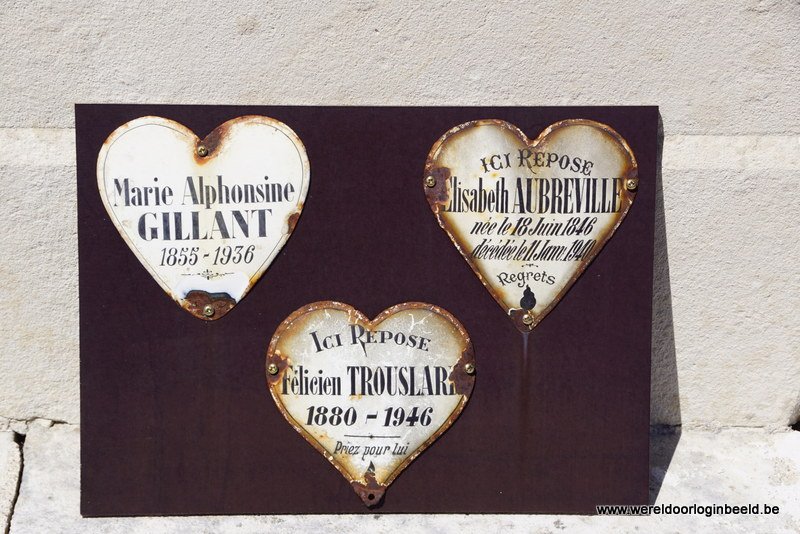 Marie Alphonsine
GILLANT
1855 - 1936
ICI REPOSE
Elisabeth AUBREVILLE
née le 18 Juin 1846
décédée le 11 Janv. 1940
Regrets
ICI REPOSE
Félicien TROUSLARD
1880 - 1946
Priez pour lui
www.wereldoorloginbeeld.be